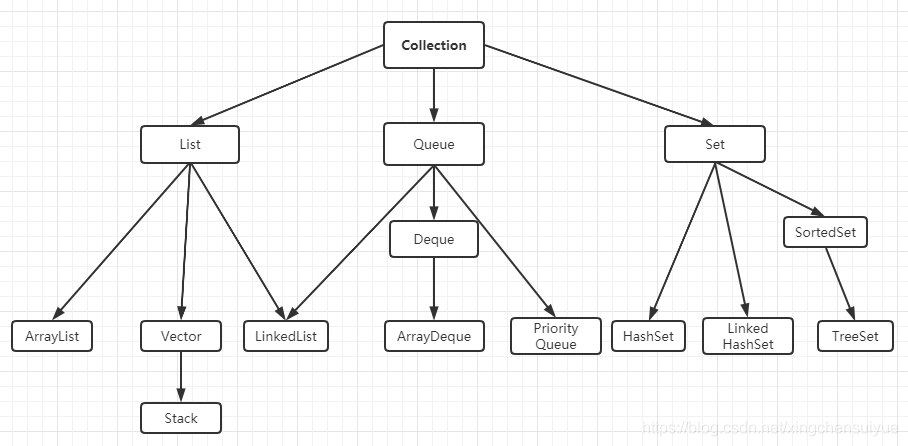 Collection
List
Queue
Set
Deque
SortedSet
ArrayList
Vector
LinkedList
ArrayDeque
Priority
Queue
HashSet
Linked
HashSet
TreeSet
Stack
https://blog.csdn.net/xingchensuiyue